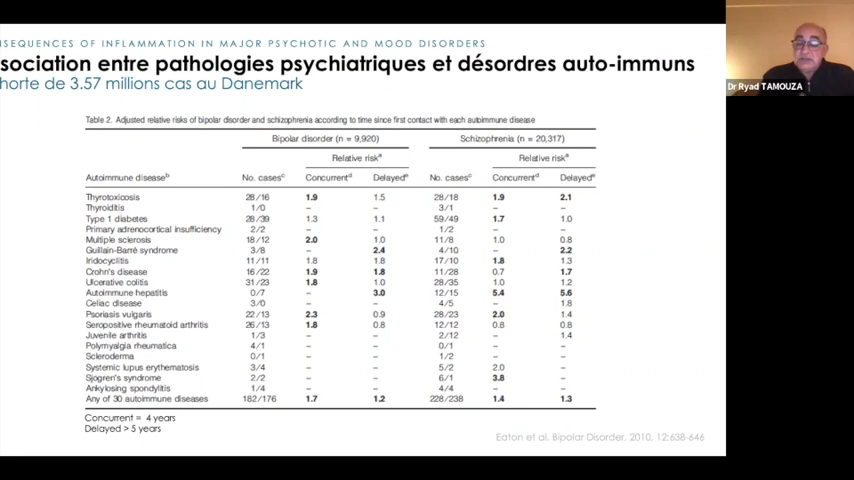 NSEQUENCES OF INFLAMMATION IN MAJOR PSYCHOTIC AND MOOD DISORDERS
sociation entre pathologies psychiatriques et désordres auto-immuns
horte de 3.57 millions cas au Danemark
Dr Ryad TAMOUZA
Table 2. Adjusted relative risks of bipolar disorder and schizophrenia according to time since first contact with each autoimmune disease
Bipolar disorder (n = 9,920) Schizophrenia (n = 20,317)
Relative riskᵃ Relative riskᵃ
Autoimmune diseaseᵇ No. casesᶜ Concurrentᵈ Delayedᵉ No. casesᶜ Concurrentᵈ Delayedᵉ
Thyrotoxicosis 28/16 1.9 1.5 28/18 1.9 2.1
Thyroiditis 1/0 – – 3/1 – –
Type 1 diabetes 28/39 1.3 1.1 59/49 1.7 1.0
Primary adrenocortical insufficiency 2/2 – – 1/2 – –
Multiple sclerosis 18/12 2.0 1.0 11/8 1.0 0.8
Guillain-Barré syndrome 3/8 – 2.4 4/10 – 2.2
Iridocyclitis 11/11 1.8 1.8 17/10 1.8 1.3
Crohn's disease 16/22 1.9 1.8 11/28 0.7 1.7
Ulcerative colitis 31/23 1.8 1.0 28/35 1.0 1.2
Autoimmune hepatitis 0/7 – 3.0 12/15 5.4 5.6
Celiac disease 3/0 – – 4/5 – 1.8
Psoriasis vulgaris 22/13 2.3 0.9 28/23 2.0 1.4
Seropositive rheumatoid arthritis 26/13 1.8 0.8 12/12 0.8 0.8
Juvenile arthritis 1/3 – – 2/12 – 1.4
Polymyalgia rheumatica 4/1 – – 0/1 – –
Scleroderma 0/1 – – 1/2 – –
Systemic lupus erythematosis 3/4 – – 5/2 2.0 –
Sjogren's syndrome 2/2 – – 6/1 3.8 –
Ankylosing spondylitis 1/4 – – 4/4 – –
Any of 30 autoimmune diseases 182/176 1.7 1.2 228/238 1.4 1.3
Concurrent = 4 years
Delayed > 5 years
Eaton et al, Bipolar Disorder, 2010, 12:638-646